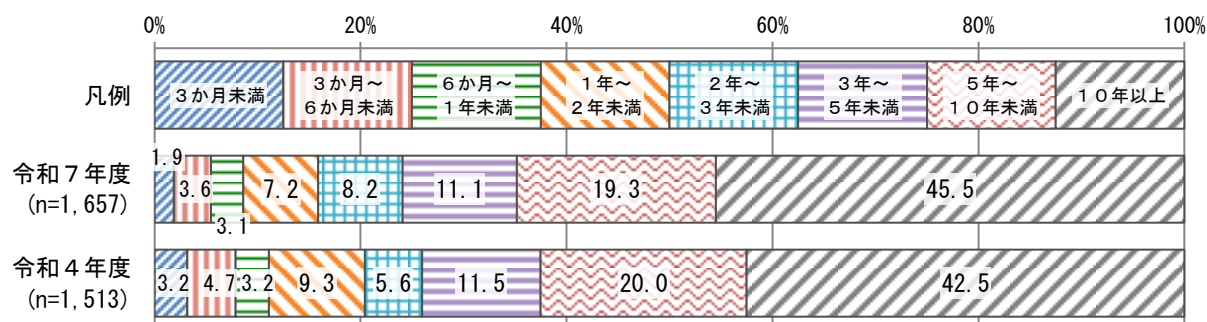 0% 20% 40% 60% 80% 100%
凡例
3か月未満
3か月～
6か月未満
6か月～
1年未満
1年～
2年未満
2年～
3年未満
3年～
5年未満
5年～
10年未満
10年以上
令和7年度
(n=1,657)
1.9 3.6 3.1 7.2 8.2 11.1 19.3 45.5
令和4年度
(n=1,513)
3.2 4.7 3.2 9.3 5.6 11.5 20.0 42.5